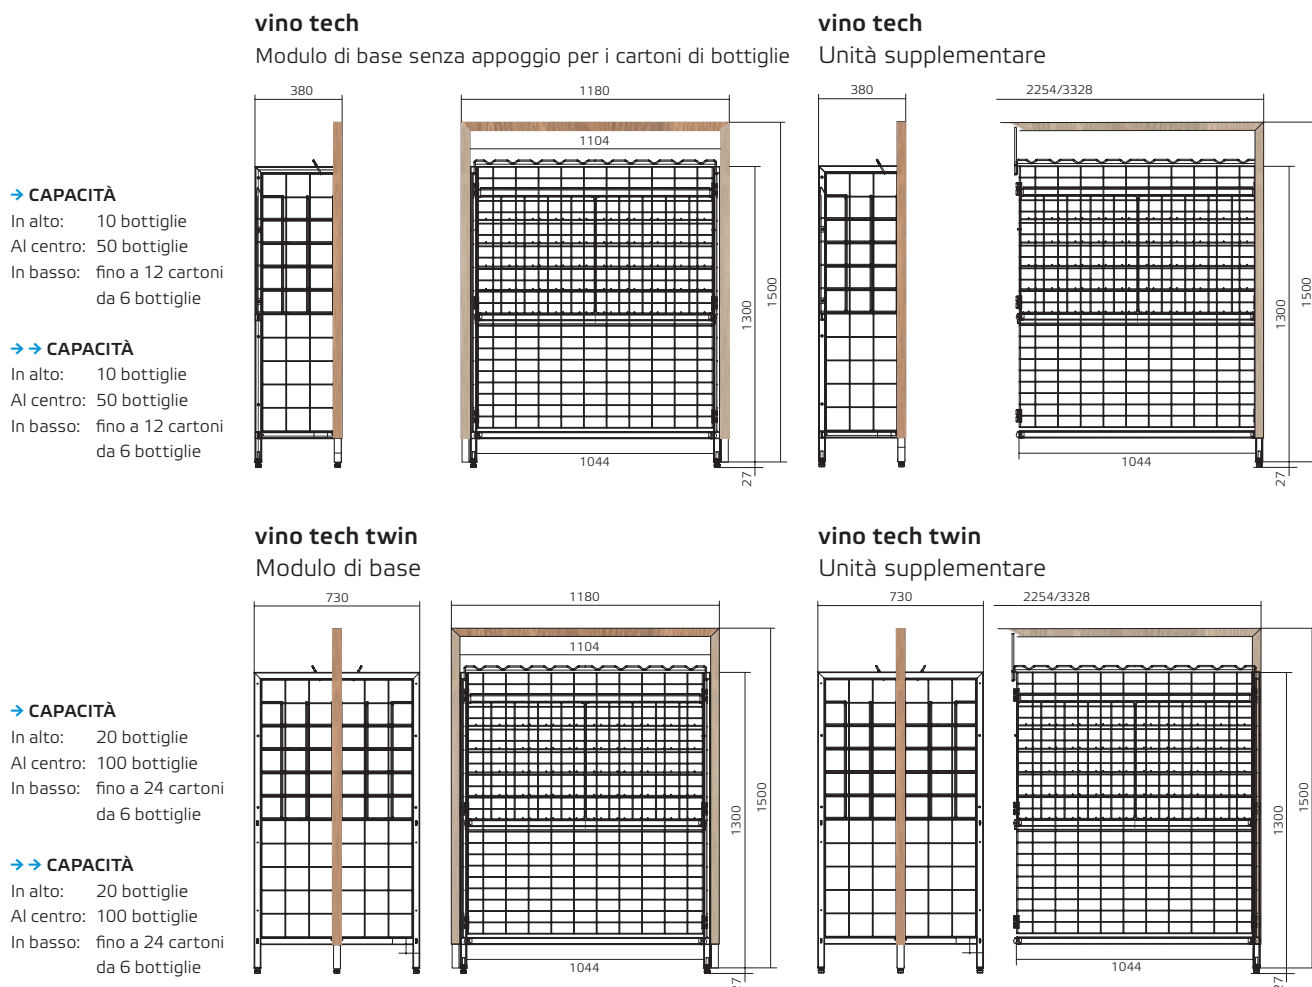 vino tech
Modulo di base senza appoggio per i cartoni di bottiglie
vino tech
Unità supplementare
380
1180
1104
1500
1300
1044
27
380
2254/3328
1500
1300
1044
27
→ CAPACITÀ
In alto: 10 bottiglie
Al centro: 50 bottiglie
In basso: fino a 12 cartoni
da 6 bottiglie
→ → CAPACITÀ
In alto: 10 bottiglie
Al centro: 50 bottiglie
In basso: fino a 12 cartoni
da 6 bottiglie
vino tech twin
Modulo di base
vino tech twin
Unità supplementare
730
1180
1104
1500
1300
1044
27
730
2254/3328
1500
1300
1044
27
→ CAPACITÀ
In alto: 20 bottiglie
Al centro: 100 bottiglie
In basso: fino a 24 cartoni
da 6 bottiglie
→ → CAPACITÀ
In alto: 20 bottiglie
Al centro: 100 bottiglie
In basso: fino a 24 cartoni
da 6 bottiglie